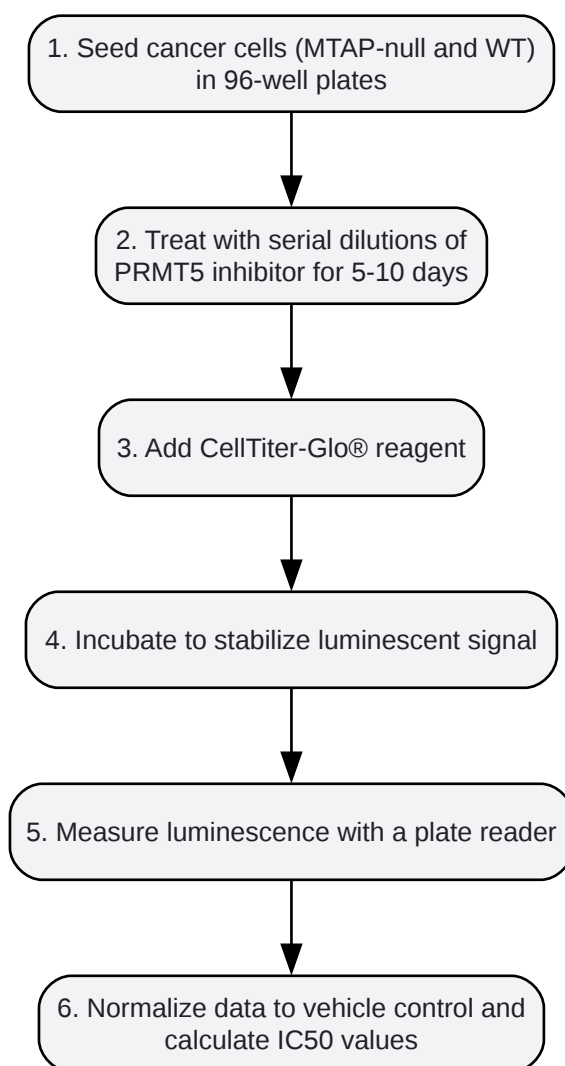 1. Seed cancer cells (MTAP-null and WT)
in 96-well plates
2. Treat with serial dilutions of
PRMT5 inhibitor for 5-10 days
3. Add CellTiter-Glo® reagent
4. Incubate to stabilize luminescent signal
5. Measure luminescence with a plate reader
6. Normalize data to vehicle control and
calculate IC50 values